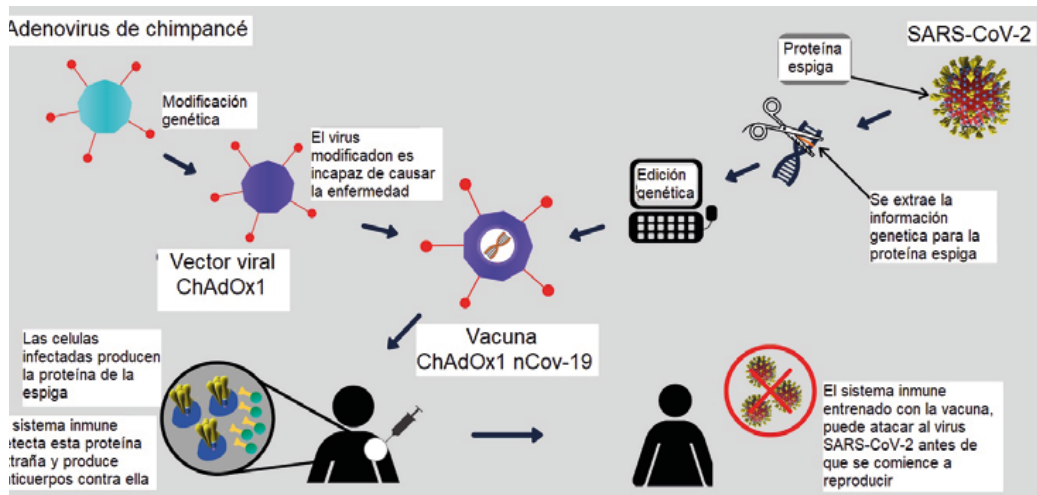 Adenovirus de chimpancé
Modificación
genética
El virus
modificadon es
incapaz de causar
la enfermedad
Vector viral
ChAdOx1
Proteína
espiga
SARS-CoV-2
Edición
genética
Se extrae la
información
genetica para la
proteína espiga
Vacuna
ChAdOx1 nCov-19
Las celulas
infectadas producen
la proteína de la
espiga
sistema inmune
etecta esta proteína
traña y produce
nticuerpos contra ella
El sistema inmune
entrenado con la vacuna,
puede atacar al virus
SARS-CoV-2 antes de
que se comience a
reproducir